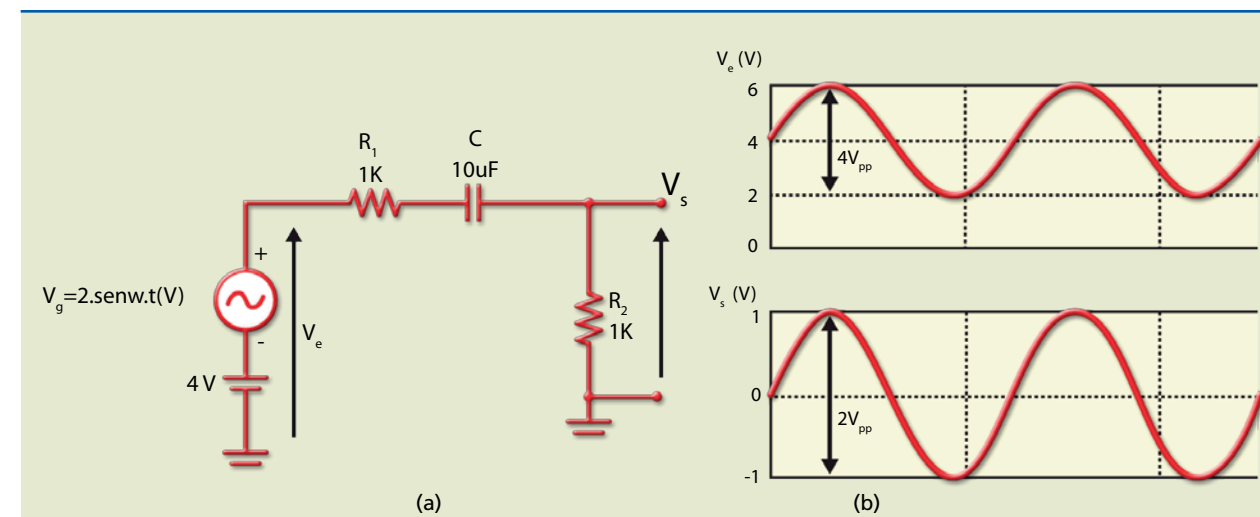 R1
1K
C
10uF
Vs
+
Vg=2.senw.t(V)
-
Ve
4 V
R2
1K
(a)
Ve (V)
6
4
2
0
4Vpp
Vs (V)
1
0
-1
2Vpp
(b)